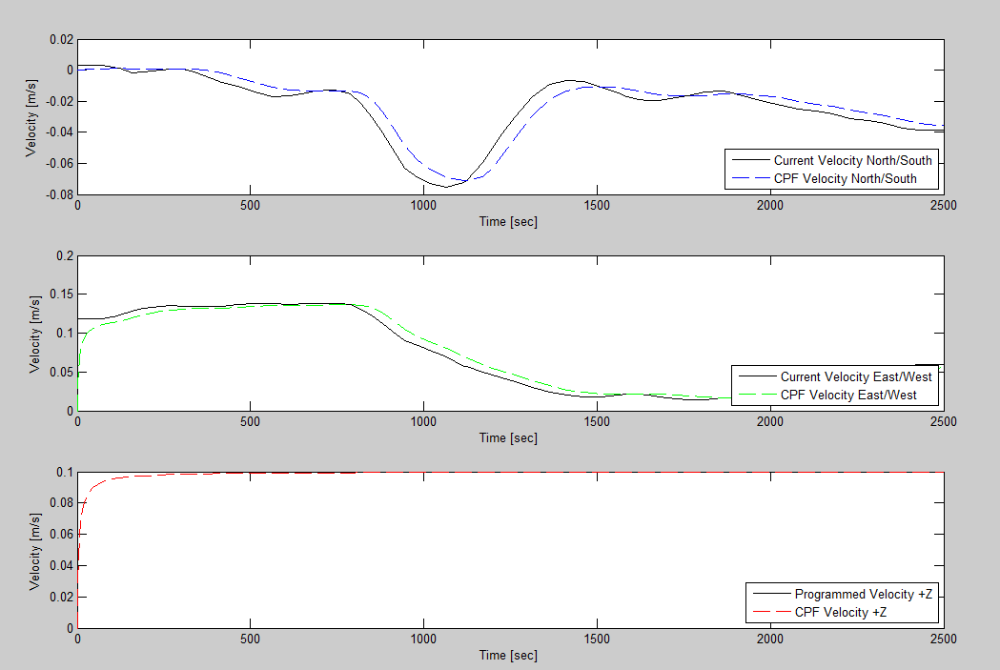 0.02
0
-0.02
-0.04
-0.06
-0.08
Velocity [m/s]
Current Velocity North/South
CPF Velocity North/South
0 500 1000 1500 2000 2500
Time [sec]
0.2
0.15
0.1
0.05
0
Velocity [m/s]
Current Velocity East/West
CPF Velocity East/West
0 500 1000 1500 2000 2500
Time [sec]
0.1
0.08
0.06
0.04
0.02
0
Velocity [m/s]
Programmed Velocity +Z
CPF Velocity +Z
0 500 1000 1500 2000 2500
Time [sec]